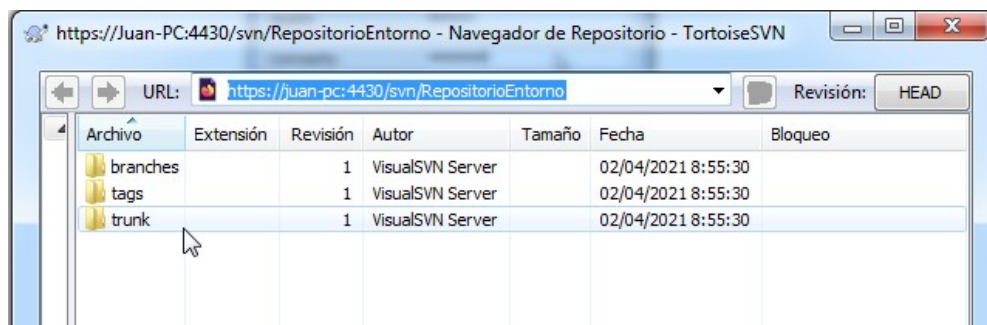 https://Juan-PC:4430/svn/RepositorioEntorno - Navegador de Repositorio - TortoiseSVN
URL: https://juan-pc:4430/svn/RepositorioEntorno Revisión: HEAD
Archivo Extensión Revisión Autor Tamaño Fecha Bloqueo
branches 1 VisualSVN Server 02/04/2021 8:55:30
tags 1 VisualSVN Server 02/04/2021 8:55:30
trunk 1 VisualSVN Server 02/04/2021 8:55:30